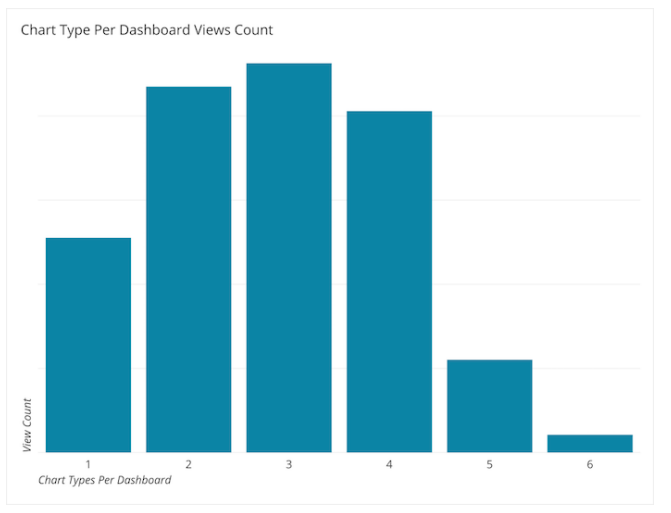 Chart Type Per Dashboard Views Count
View Count
1 2 3 4 5 6
Chart Types Per Dashboard